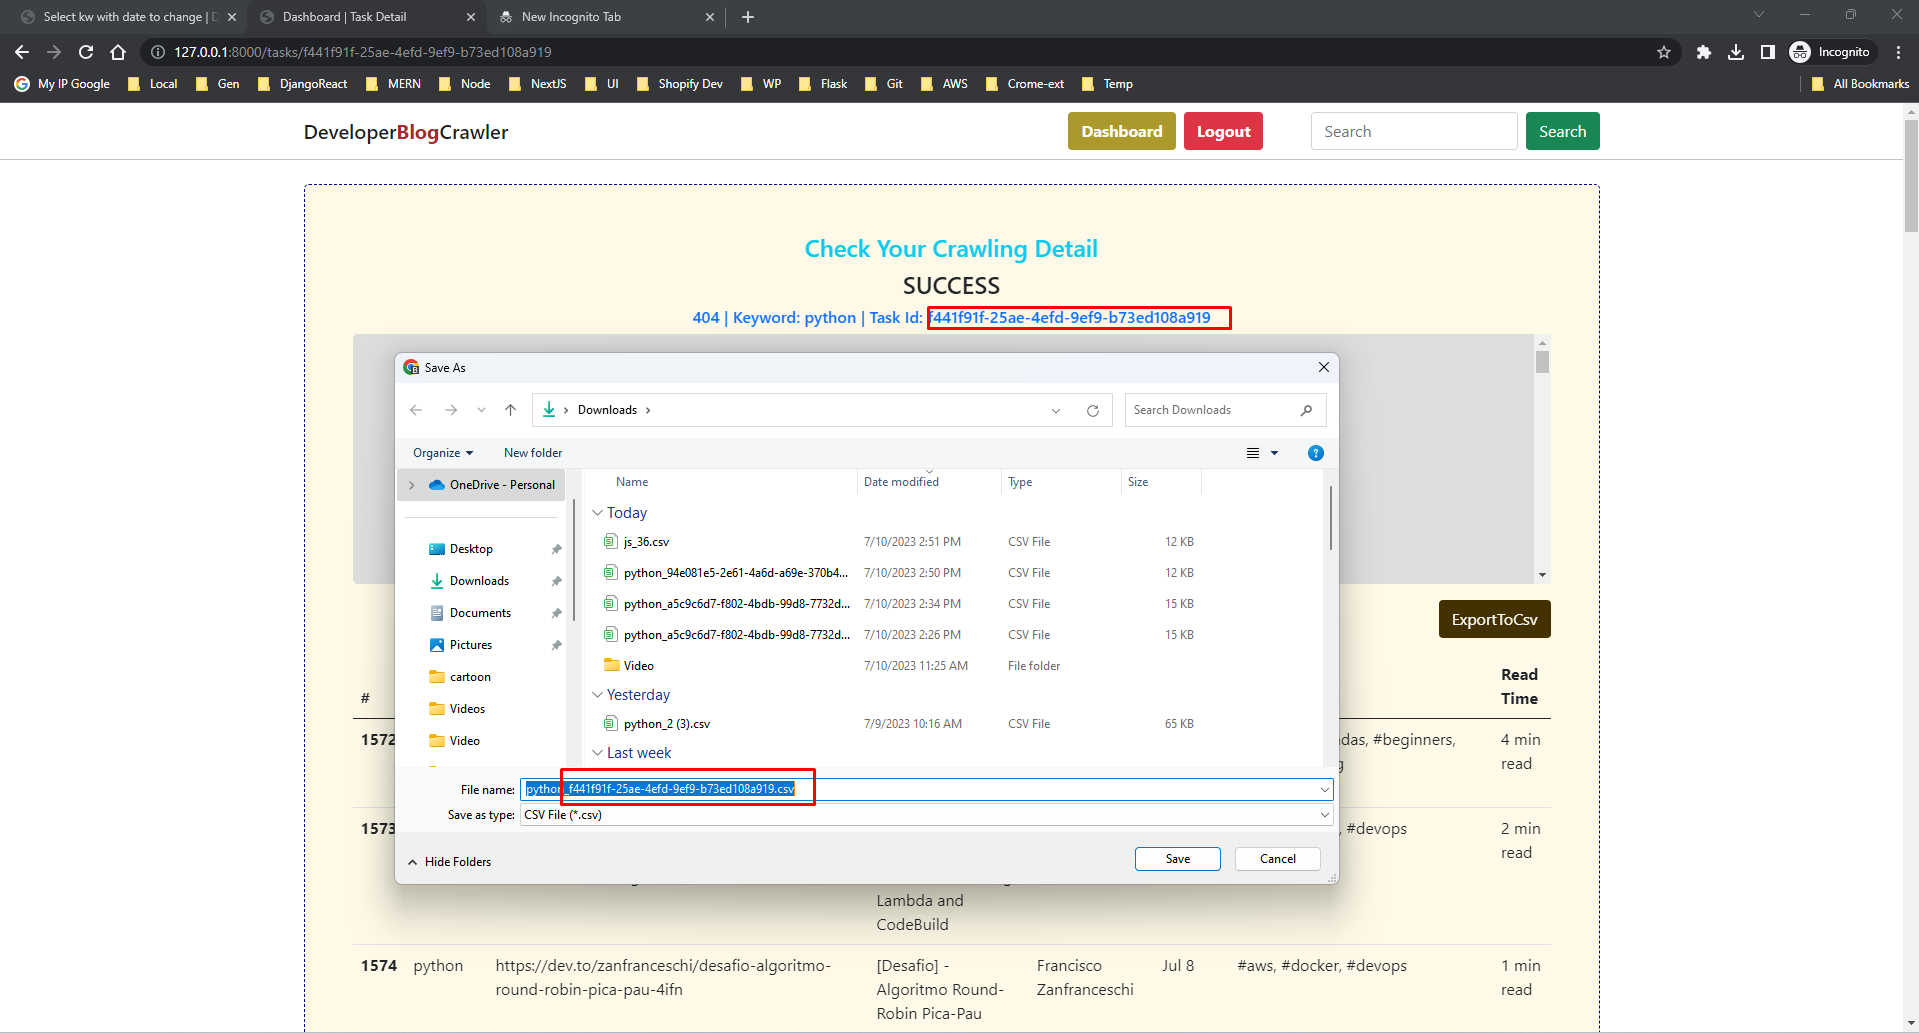 Select kw with date to change | D
Dashboard | Task Detail
New Incognito Tab
127.0.0.1:8000/tasks/f441f91f-25ae-4efd-9ef9-b73ed108a919
Incognito
My IP Google Local Gen DjangoReact MERN Node NextJS UI Shopify Dev WP Flask Git AWS Crome-ext Temp All Bookmarks
DeveloperBlogCrawler Dashboard Logout Search Search
Check Your Crawling Detail
SUCCESS
404 | Keyword: python | Task Id: f441f91f-25ae-4efd-9ef9-b73ed108a919
Save As
Downloads
Search Downloads
Organize New folder
OneDrive - Personal
Desktop
Downloads
Documents
Pictures
cartoon
Videos
Video
Name Date modified Type Size
Today
js_36.csv 7/10/2023 2:51 PM CSV File 12 KB
python_94e081e5-2e61-4a6d-a69e-370b4... 7/10/2023 2:50 PM CSV File 12 KB
python_a5c9c6d7-f802-4bdb-99d8-7732d... 7/10/2023 2:34 PM CSV File 15 KB
python_a5c9c6d7-f802-4bdb-99d8-7732d... 7/10/2023 2:26 PM CSV File 15 KB
Video 7/10/2023 11:25 AM File folder
Yesterday
python_2 (3).csv 7/9/2023 10:16 AM CSV File 65 KB
Last week
File name: python_f441f91f-25ae-4efd-9ef9-b73ed108a919.csv
Save as type: CSV File (*.csv)
Hide Folders
Save Cancel
ExportToCsv
# Read
Time
1572 das, #beginners, 4 min
g read
1573 , #devops 2 min
read
Lambda and
CodeBuild
1574 python https://dev.to/zanfranceschi/desafio-algoritmo- [Desafio] - Francisco Jul 8 #aws, #docker, #devops 1 min
round-robin-pica-pau-4ifn Algoritmo Round- Zanfranceschi read
Robin Pica-Pau